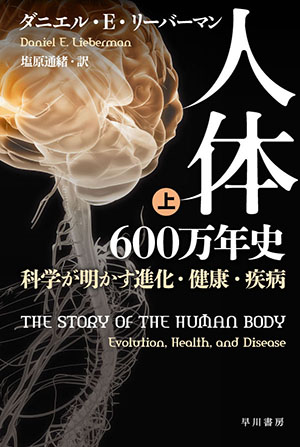 ダニエル・E・リーバーマン
Daniel E. Lieberman
塩原通緒・訳
人体
上
600万年史
科学が明かす進化・健康・疾病
THE STORY OF THE HUMAN BODY
Evolution, Health, and Disease
早川書房